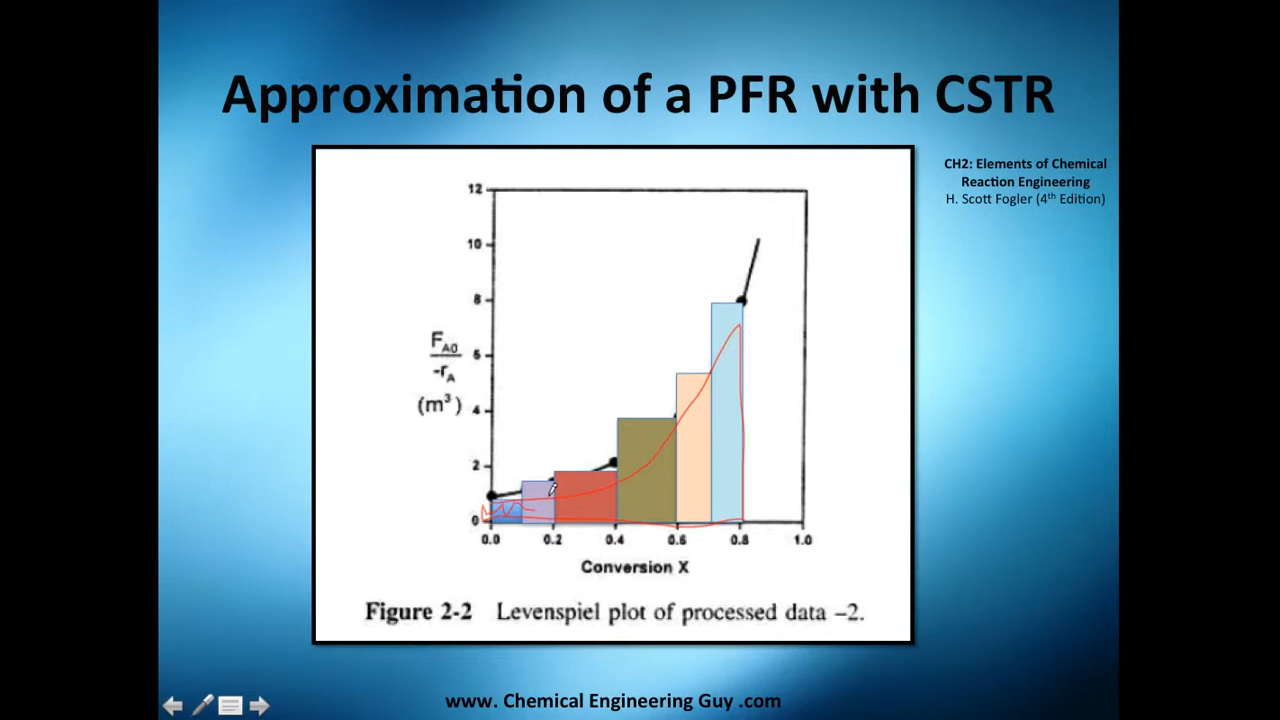 Approximation of a PFR with CSTR
CH2: Elements of Chemical
Reaction Engineering
H. Scott Fogler (4th Edition)
12
10
8
6
4
2
0
FA0
-rA
(m³)
0.0 0.2 0.4 0.6 0.8 1.0
Conversion X
Figure 2-2 Levenspiel plot of processed data –2.
www. Chemical Engineering Guy .com